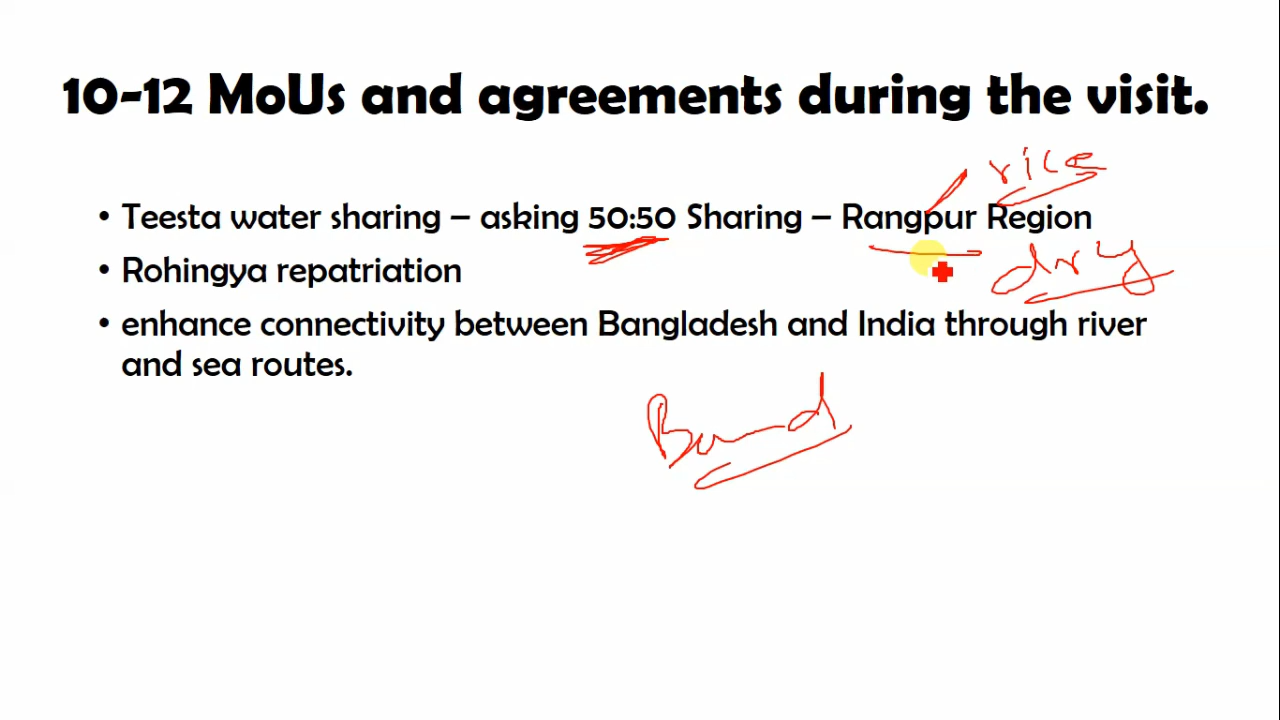 10-12 MoUs and agreements during the visit.
rice
• Teesta water sharing – asking 50:50 Sharing – Rangpur Region
dry
• Rohingya repatriation
• enhance connectivity between Bangladesh and India through river
and sea routes.